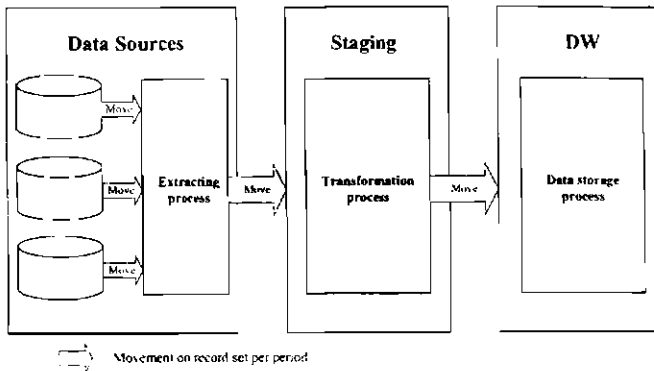 Data Sources
Staging
DW
Move
Move
Move
Extracting
process
Move
Transformation
process
Move
Data storage
process
Movement on record set per period